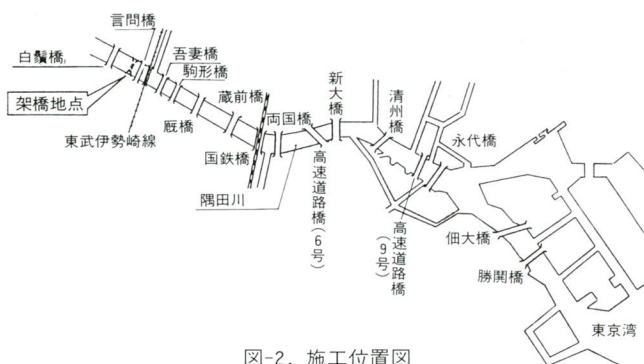 言問橋
白鬚橋
吾妻橋
駒形橋
架橋地点
蔵前橋
新大橋
清州橋
東武伊勢崎線
厩橋
両国橋
永代橋
国鉄橋
隅田川
高速道路橋(6号)
高速道路橋(9号)
佃大橋
勝開橋
東京湾
図-2. 施工位置図